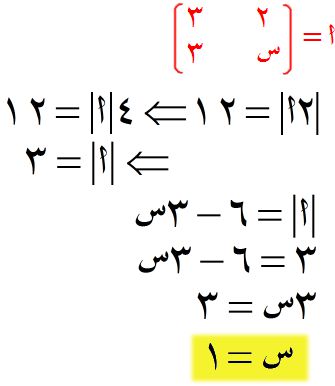 ٢ ٣
أ =
س ٣
|٢أ| = ١٢ ⟸ ٤|أ| = ١٢
⟸ |أ| = ٣
|أ| = ٦ − ٣س
٣ = ٦ − ٣س
٣س = ٣
س = ١